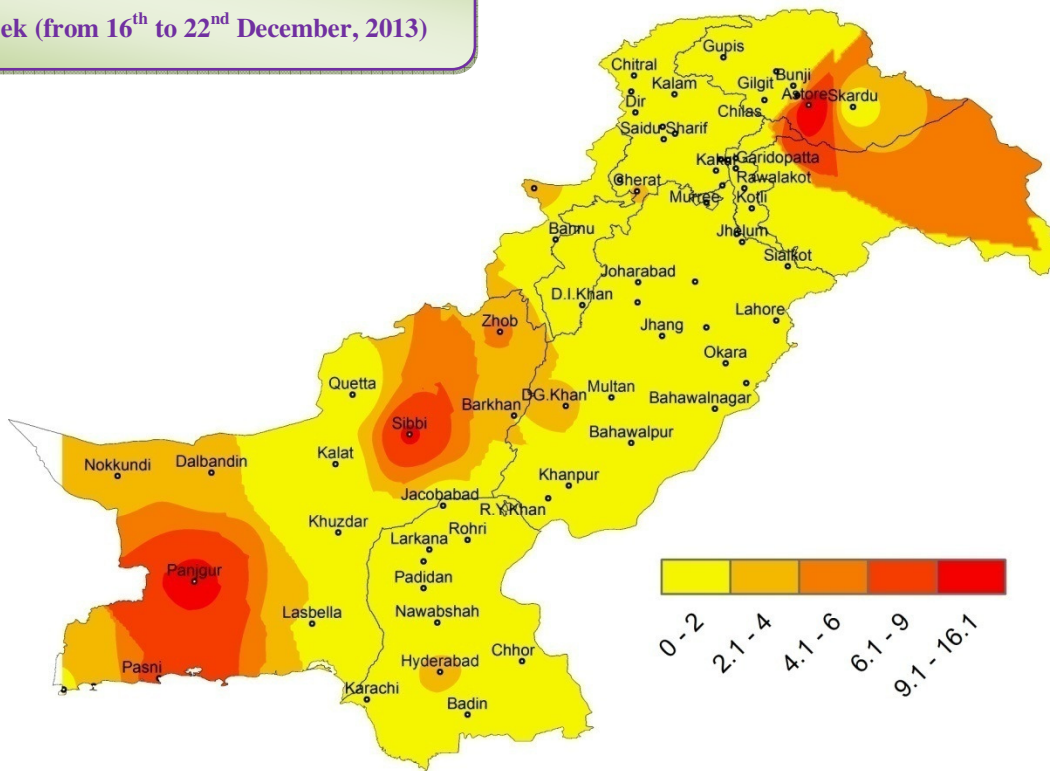 ek (from 16th to 22nd December, 2013)
Gupis
Chitral
Kalam
Gilgit
Bunji
Astore
Skardu
Dir
Chilas
Saidu Sharif
Garidopatta
Cherat
Rawalakot
Murree
Kotli
Bannu
Jhelum
Sialkot
Joharabad
D.I.Khan
Lahore
Zhob
Jhang
Okara
Quetta
DG.Khan
Multan
Barkhan
Bahawalnagar
Sibbi
Bahawalpur
Nokkundi
Dalbandin
Kalat
Khanpur
Jacobabad
R.Y.Khan
Khuzdar
Rohri
Larkana
Panjgur
Padidan
Lasbella
Nawabshah
Chhor
Pasni
Hyderabad
Karachi
Badin
0 - 2
2.1 - 4
4.1 - 6
6.1 - 9
9.1 - 16.1